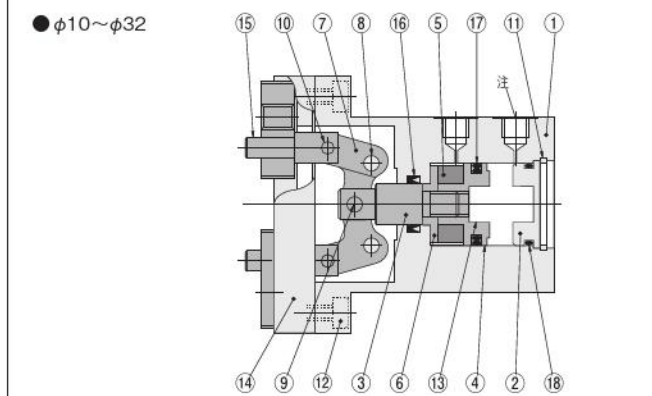 ●φ10～φ32
⑮ ⑩ ⑦ ⑧ ⑯ ⑤ ⑰ ⑪ ①
注
⑭ ⑨ ⑫ ③ ⑥ ⑬ ④ ② ⑱